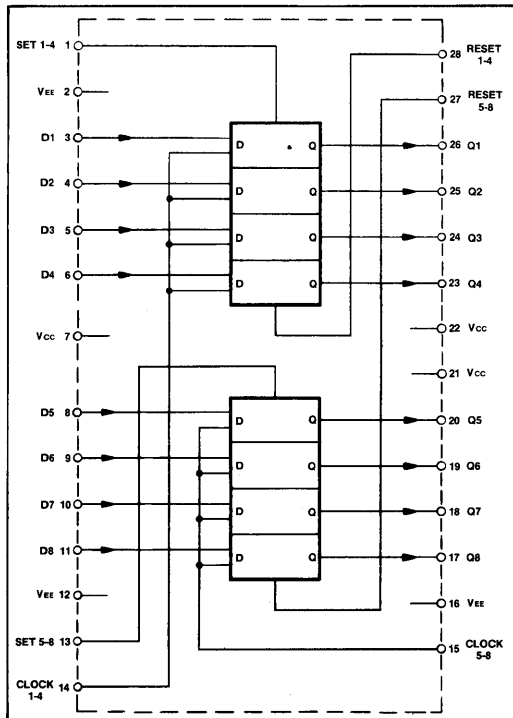 SET 1-4 1
VEE 2
D1 3
D2 4
D3 5
D4 6
VCC 7
D5 8
D6 9
D7 10
D8 11
VEE 12
SET 5-8 13
CLOCK 14
1-4
D Q
D Q
D Q
D Q
D Q
D Q
D Q
D Q
28 RESET
1-4
27 RESET
5-8
26 Q1
25 Q2
24 Q3
23 Q4
22 VCC
21 VCC
20 Q5
19 Q6
18 Q7
17 Q8
16 VEE
15 CLOCK
5-8